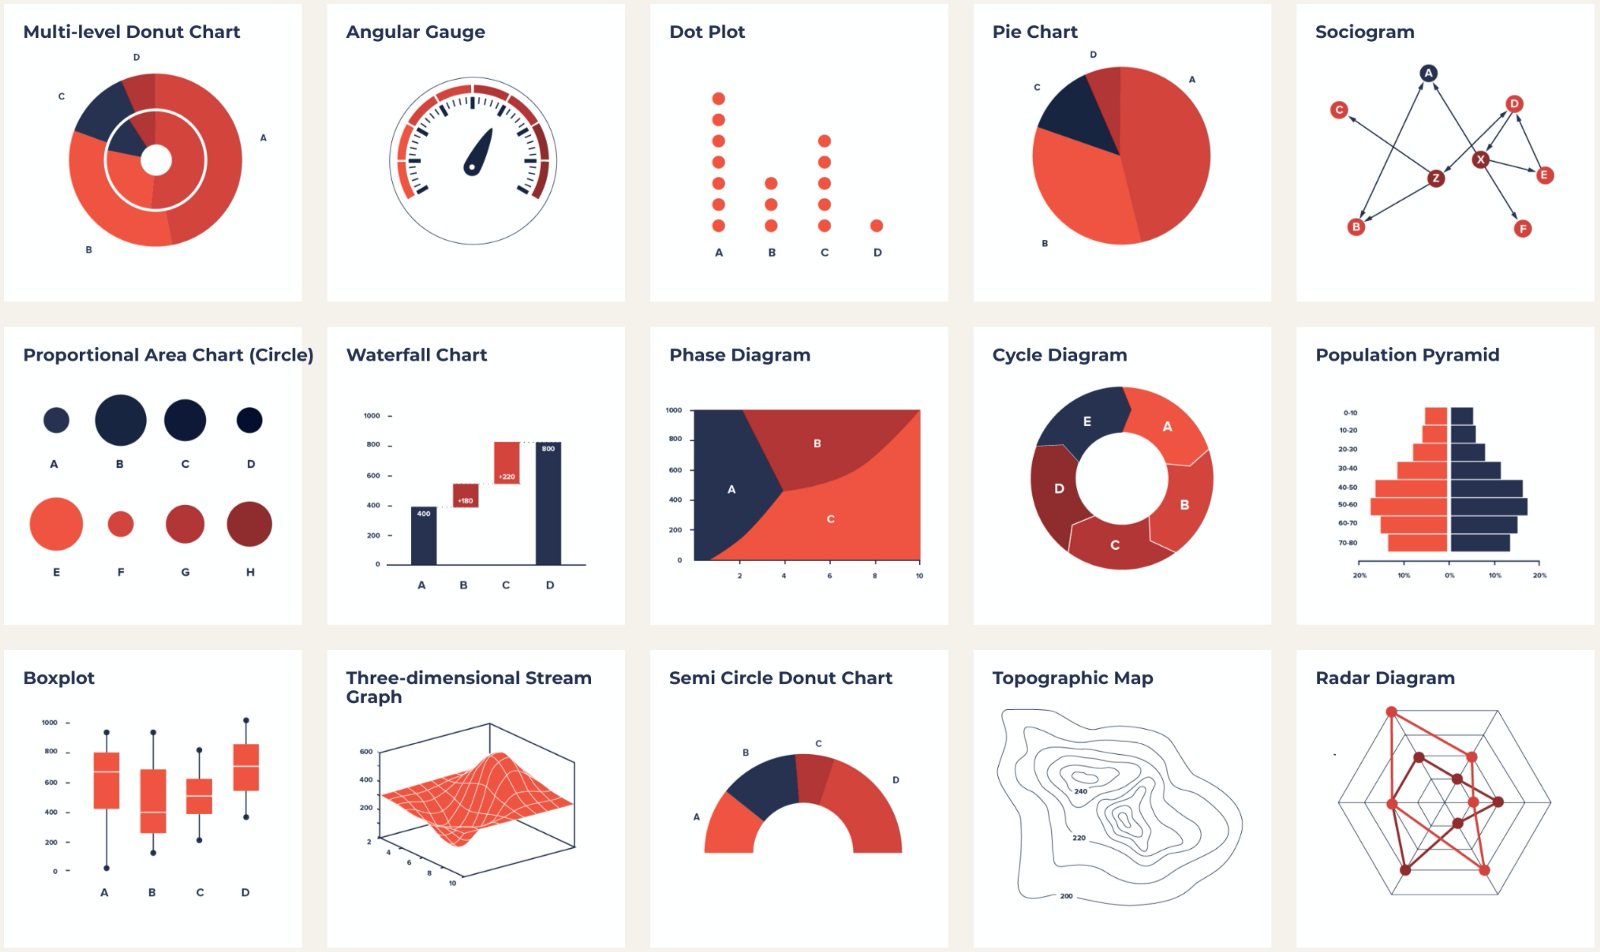 Multi-level Donut Chart
D
C
A
B
Angular Gauge
Dot Plot
A B C D
Pie Chart
D
A
C
B
Sociogram
A
D
C
X
Z
E
B
F
Proportional Area Chart (Circle)
A B C D
E F G H
Waterfall Chart
1000
800
600
400
200
0
800
+220
+180
400
A B C D
Phase Diagram
1000
800
600
400
200
0
B
A
C
2 4 6 8 10
Cycle Diagram
E
A
D
B
C
Population Pyramid
0-10
10-20
20-30
30-40
40-50
50-60
60-70
70-80
20% 10% 0% 10% 20%
Boxplot
1000
800
600
400
200
0
A B C D
Three-dimensional Stream
Graph
600
400
200
2
4
6
8
10
Semi Circle Donut Chart
C
B
D
A
Topographic Map
240
220
200
Radar Diagram